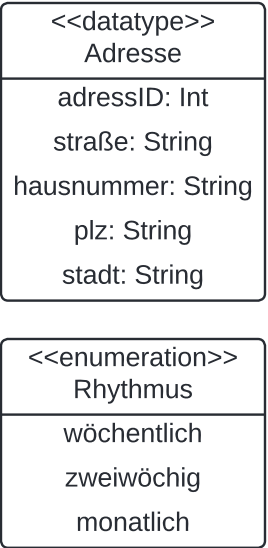 <<datatype>>
Adresse
adressID: Int
straße: String
hausnummer: String
plz: String
stadt: String
<<enumeration>>
Rhythmus
wöchentlich
zweiwöchig
monatlich